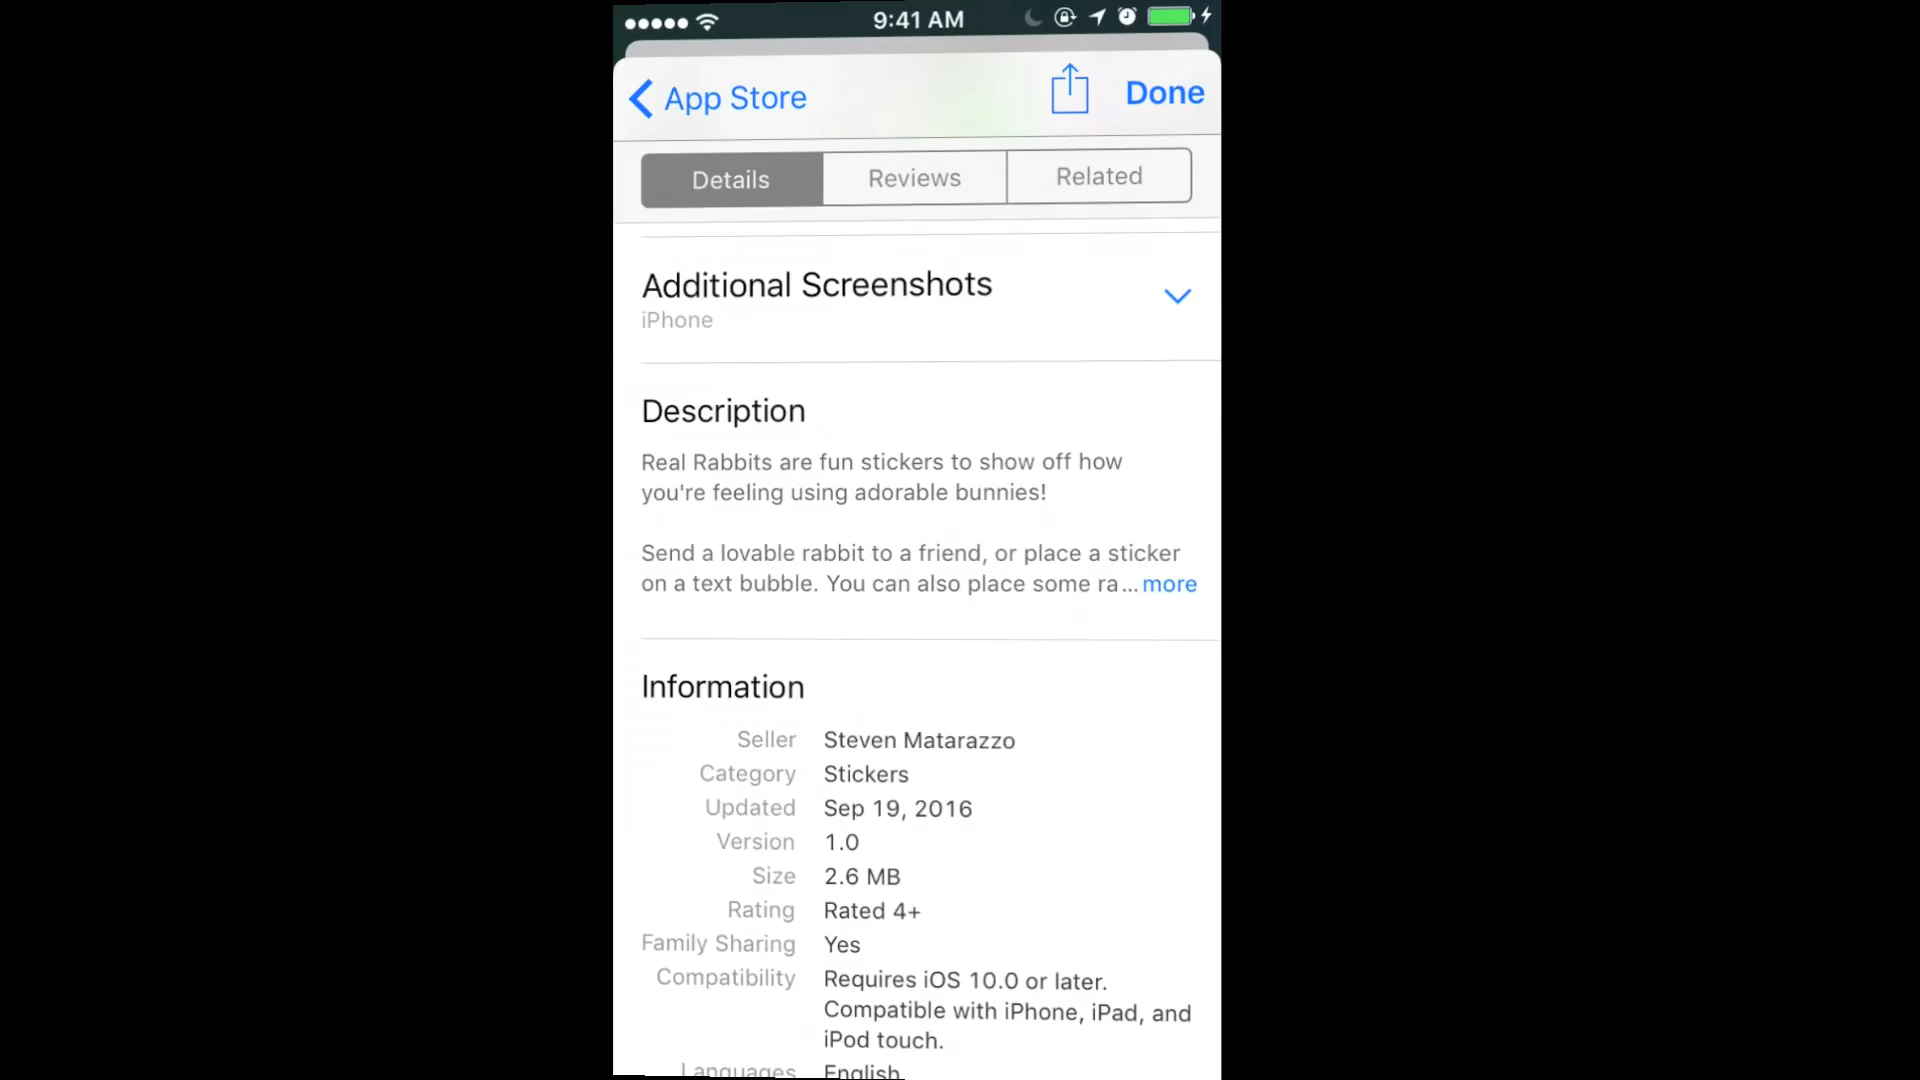 9:41 AM
App Store
Done
Details
Reviews
Related
Additional Screenshots
iPhone
Description
Real Rabbits are fun stickers to show off how
you're feeling using adorable bunnies!
Send a lovable rabbit to a friend, or place a sticker
on a text bubble. You can also place some ra... more
Information
Seller Steven Matarazzo
Category Stickers
Updated Sep 19, 2016
Version 1.0
Size 2.6 MB
Rating Rated 4+
Family Sharing Yes
Compatibility Requires iOS 10.0 or later.
Compatible with iPhone, iPad, and
iPod touch.
Languages English